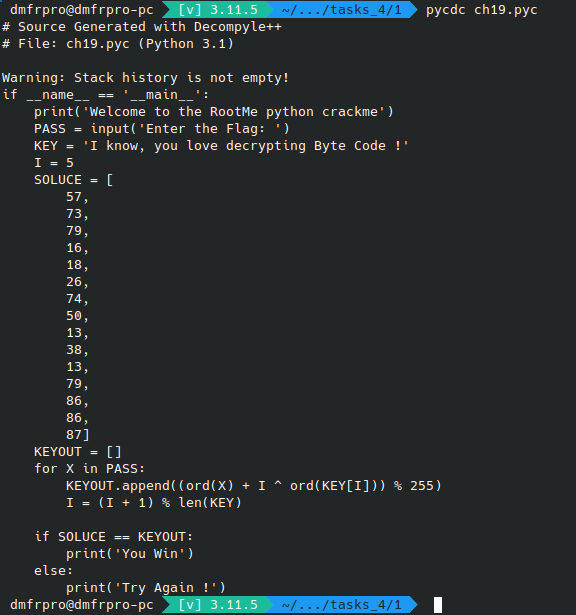 dmfrpro@dmfrpro-pc [v] 3.11.5 ~/.../tasks_4/1 pycdc ch19.pyc
# Source Generated with Decompyle++
# File: ch19.pyc (Python 3.1)

Warning: Stack history is not empty!
if __name__ == '__main__':
    print('Welcome to the RootMe python crackme')
    PASS = input('Enter the Flag: ')
    KEY = 'I know, you love decrypting Byte Code !'
    I = 5
    SOLUCE = [
        57,
        73,
        79,
        16,
        18,
        26,
        74,
        50,
        13,
        38,
        13,
        79,
        86,
        86,
        87]
    KEYOUT = []
    for X in PASS:
        KEYOUT.append((ord(X) + I ^ ord(KEY[I])) % 255)
        I = (I + 1) % len(KEY)

    if SOLUCE == KEYOUT:
        print('You Win')
    else:
        print('Try Again !')
dmfrpro@dmfrpro-pc [v] 3.11.5 ~/.../tasks_4/1